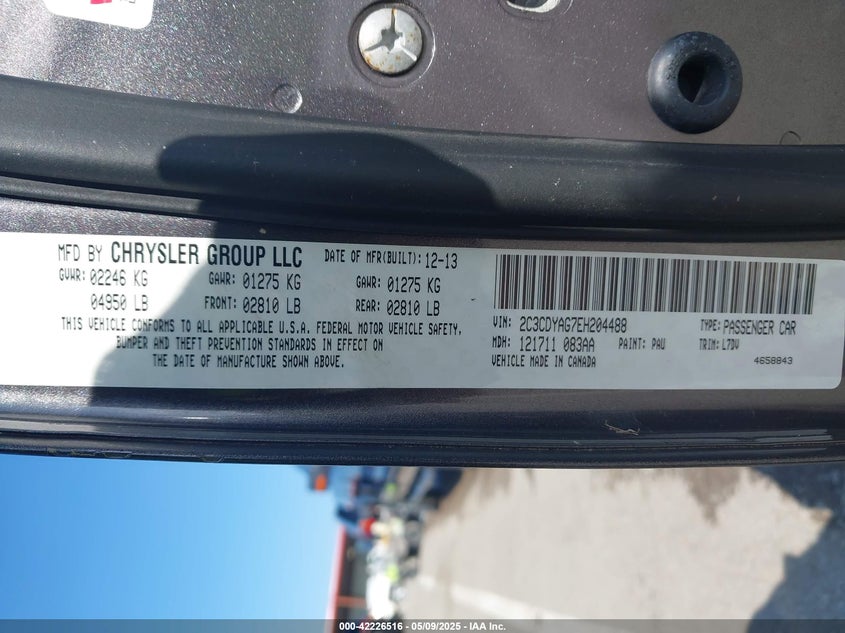 MFD BY CHRYSLER GROUP LLC DATE OF MFR(BUILT): 12-13
GVWR: 02246 KG GAWR: 01275 KG GAWR: 01275 KG
04950 LB FRONT: 02810 LB REAR: 02810 LB
THIS VEHICLE CONFORMS TO ALL APPLICABLE U.S.A. FEDERAL MOTOR VEHICLE SAFETY,
BUMPER AND THEFT PREVENTION STANDARDS IN EFFECT ON
THE DATE OF MANUFACTURE SHOWN ABOVE.
VIN: 2C3CDYAG7EH204488 TYPE: PASSENGER CAR
MDH: 121711 083AA PAINT: PAU TRIM: L7DV
VEHICLE MADE IN CANADA 4658843
000-42226516 - 05/09/2025 - IAA Inc.